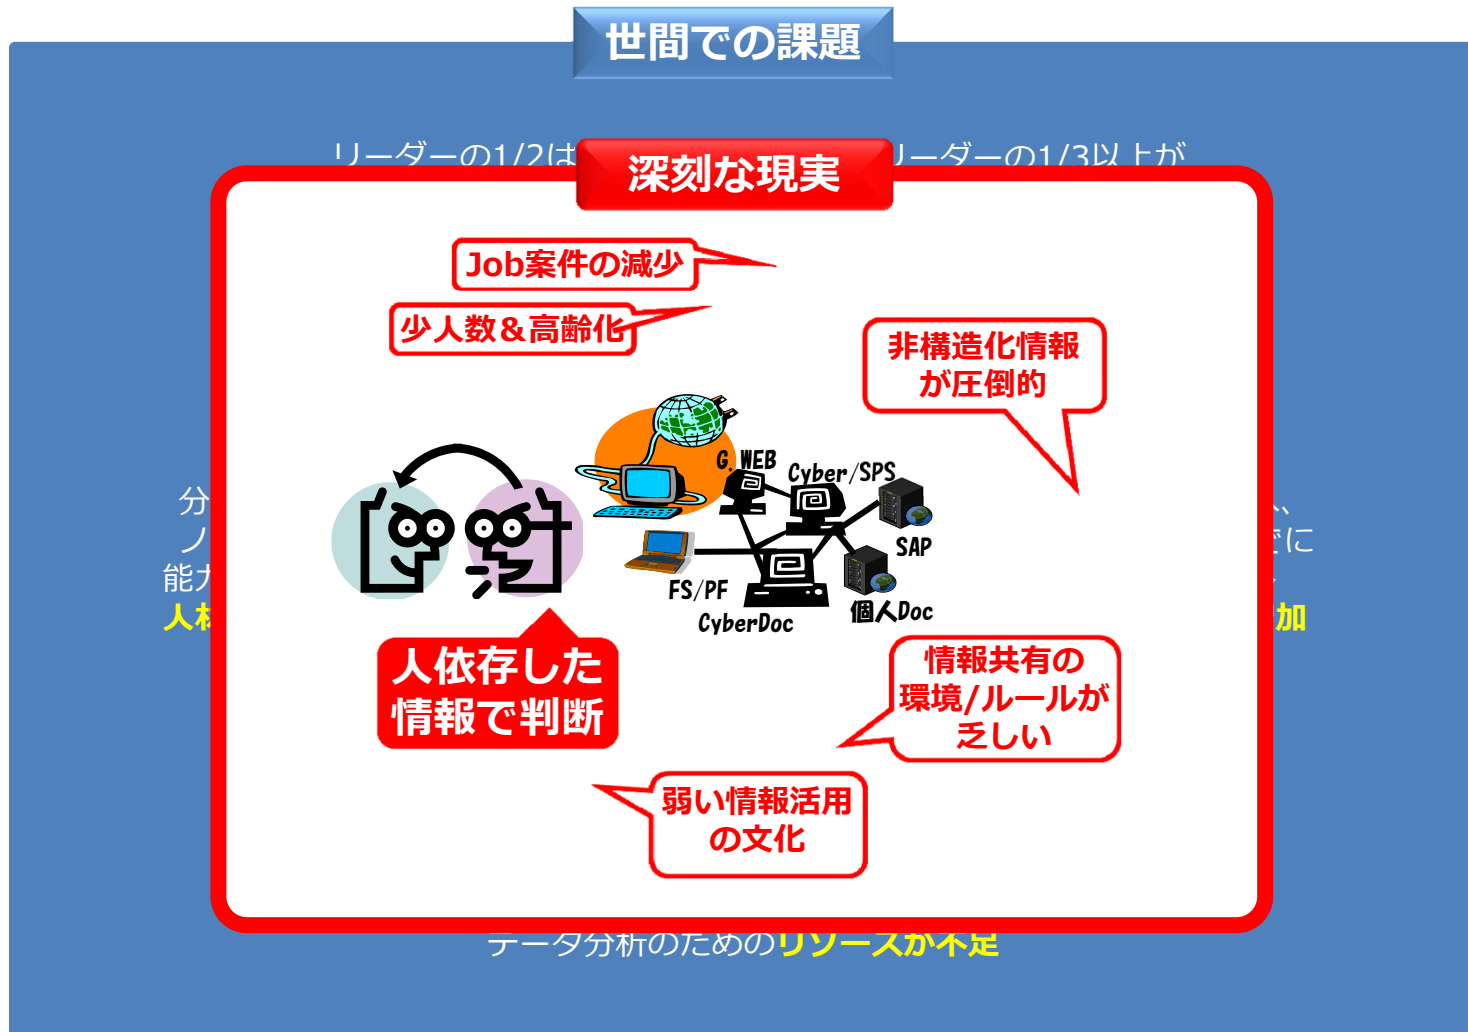 世間での課題
リーダーの1/2は
リーダーの1/3以上が
深刻な現実
Job案件の減少
少人数＆高齢化
非構造化情報
が圧倒的
G. WEB
Cyber/SPS
SAP
FS/PF
CyberDoc
個人Doc
分
ノ
能力
人材
でに
加
人依存した
情報で判断
情報共有の
環境/ルールが
乏しい
弱い情報活用
の文化
データ分析のためのリソースが不足